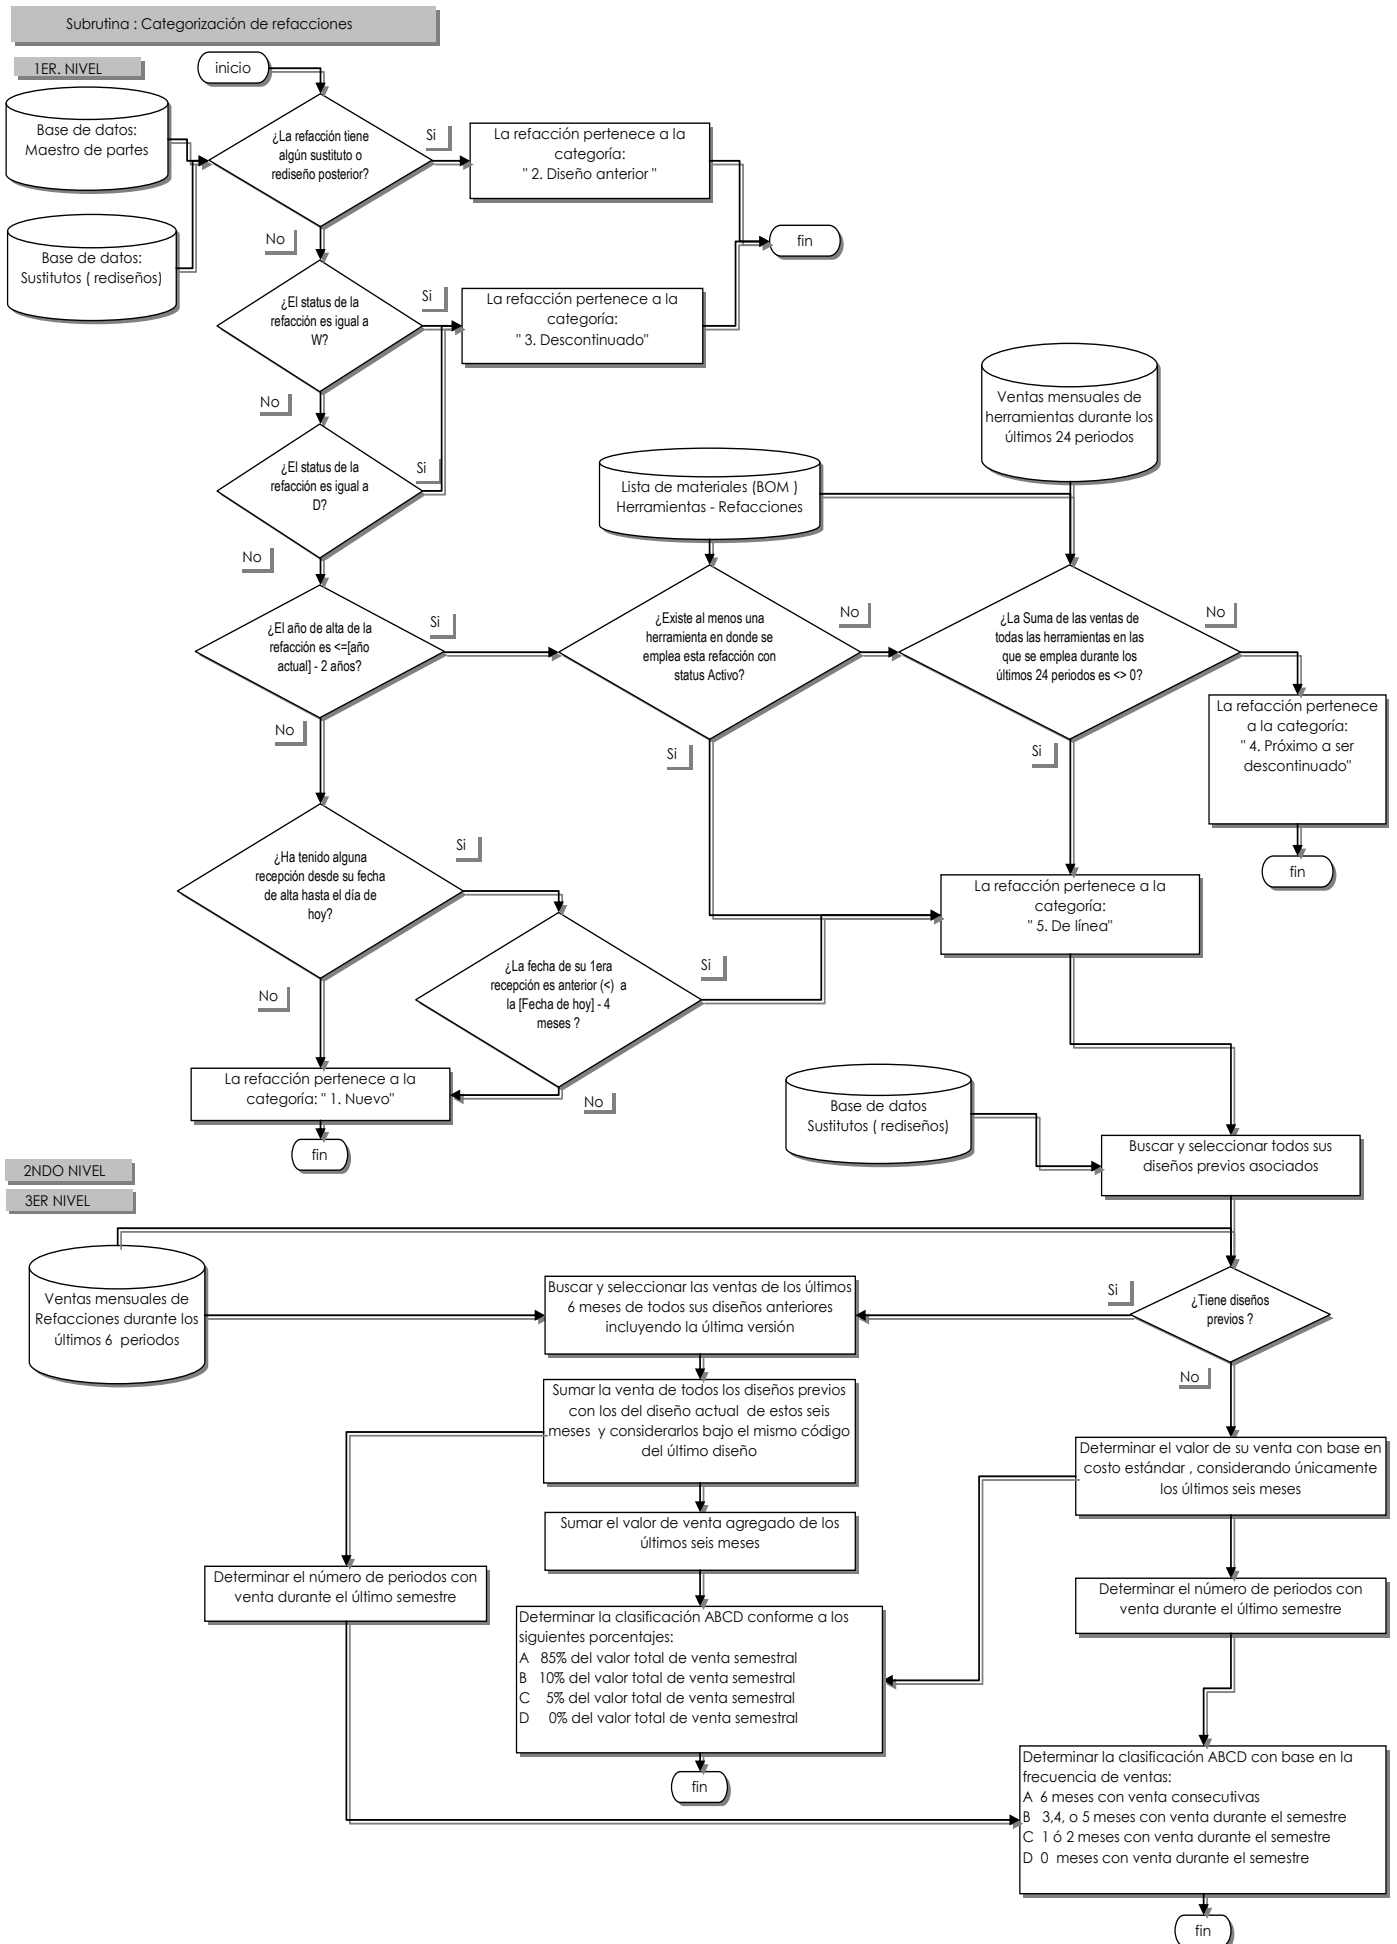 Subrutina : Categorización de refacciones
1ER. NIVEL
inicio
Base de datos:
Maestro de partes
¿La refacción tiene
algún sustituto o
rediseño posterior?
Si
La refacción pertenece a la
categoría:
" 2. Diseño anterior "
Base de datos:
Sustitutos ( rediseños)
No
fin
¿El status de la
refacción es igual a
W?
Si
La refacción pertenece a la
categoría:
" 3. Descontinuado"
No
Ventas mensuales de
herramientas durante los
últimos 24 periodos
¿El status de la
refacción es igual a
D?
Si
Lista de materiales (BOM )
Herramientas - Refacciones
No
¿El año de alta de la
refacción es <=[año
actual] - 2 años?
Si
¿Existe al menos una
herramienta en donde se
emplea esta refacción con
status Activo?
No
¿La Suma de las ventas de
todas las herramientas en las
que se emplea durante los
últimos 24 periodos es <> 0?
No
La refacción pertenece
a la categoría:
" 4. Próximo a ser
descontinuado"
fin
No
Si
Si
¿Ha tenido alguna
recepción desde su fecha
de alta hasta el día de
hoy?
Si
La refacción pertenece a la
categoría:
" 5. De línea"
No
¿La fecha de su 1era
recepción es anterior (<) a
la [Fecha de hoy] - 4
meses ?
Si
No
La refacción pertenece a la
categoría: " 1. Nuevo"
fin
Base de datos
Sustitutos ( rediseños)
Buscar y seleccionar todos sus
diseños previos asociados
2NDO NIVEL
3ER NIVEL
Ventas mensuales de
Refacciones durante los
últimos 6 periodos
Buscar y seleccionar las ventas de los últimos
6 meses de todos sus diseños anteriores
incluyendo la última versión
Si
¿Tiene diseños
previos ?
No
Sumar la venta de todos los diseños previos
con los del diseño actual de estos seis
meses y considerarlos bajo el mismo código
del último diseño
Determinar el valor de su venta con base en
costo estándar , considerando únicamente
los últimos seis meses
Sumar el valor de venta agregado de los
últimos seis meses
Determinar el número de periodos con
venta durante el último semestre
Determinar el número de periodos con
venta durante el último semestre
Determinar la clasificación ABCD conforme a los
siguientes porcentajes:
A 85% del valor total de venta semestral
B 10% del valor total de venta semestral
C 5% del valor total de venta semestral
D 0% del valor total de venta semestral
fin
Determinar la clasificación ABCD con base en la
frecuencia de ventas:
A 6 meses con venta consecutivas
B 3,4, o 5 meses con venta durante el semestre
C 1 ó 2 meses con venta durante el semestre
D 0 meses con venta durante el semestre
fin